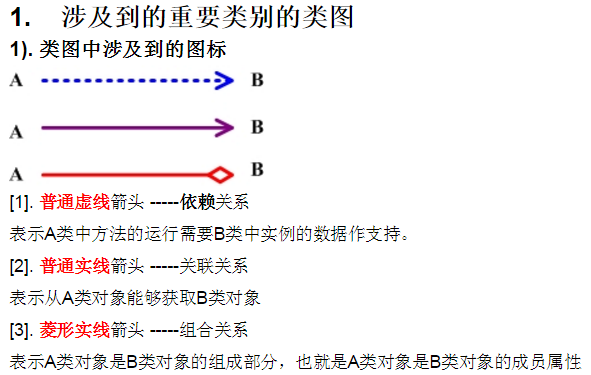 1. 涉及到的重要类别的类图
1). 类图中涉及到的图标
A B
A B
A B
[1]. 普通虚线箭头 -----依赖关系
表示A类中方法的运行需要B类中实例的数据作支持。
[2]. 普通实线箭头 -----关联关系
表示从A类对象能够获取B类对象
[3]. 菱形实线箭头 -----组合关系
表示A类对象是B类对象的组成部分，也就是A类对象是B类对象的成员属性